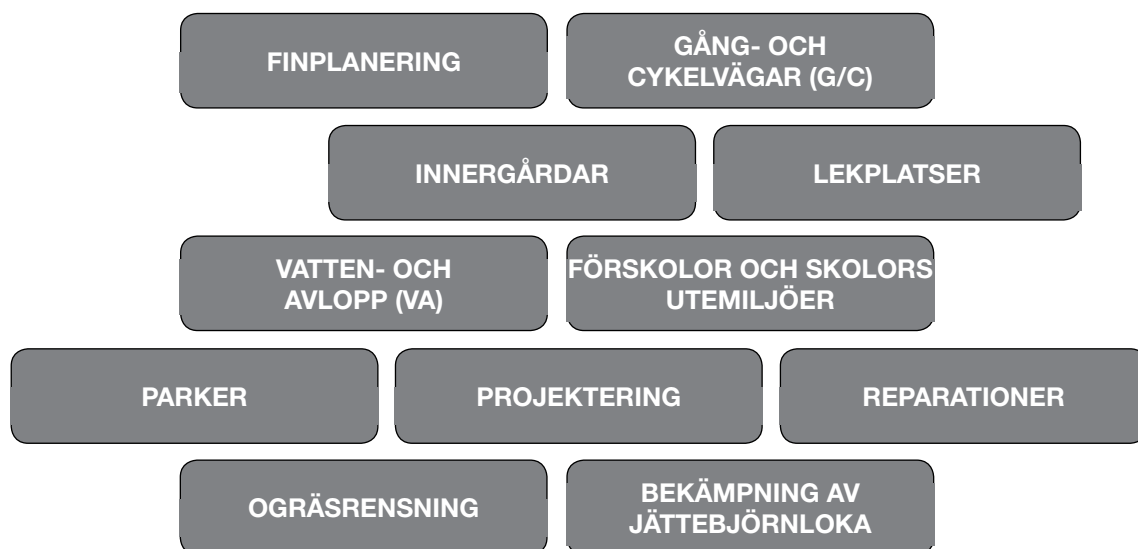 FINPLANERING
GÅNG- OCH
CYKELVÄGAR (G/C)
INNERGÅRDAR
LEKPLATSER
VATTEN- OCH
AVLOPP (VA)
FÖRSKOLOR OCH SKOLORS
UTEMILJÖER
PARKER
PROJEKTERING
REPARATIONER
OGRÄSRENSNING
BEKÄMPNING AV
JÄTTEBJÖRNLOKA